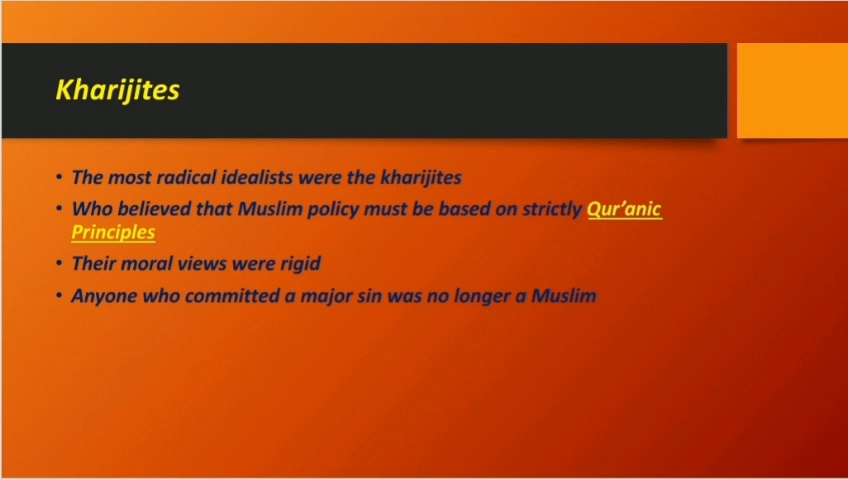 Kharijites
• The most radical idealists were the kharijites
• Who believed that Muslim policy must be based on strictly Qur’anic
Principles
• Their moral views were rigid
• Anyone who committed a major sin was no longer a Muslim